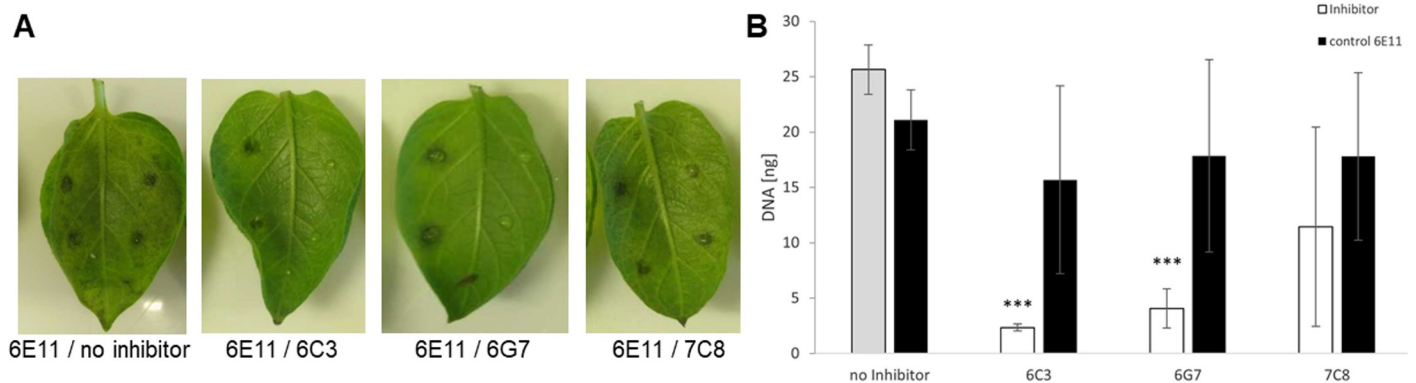 A
6E11 / no inhibitor
6E11 / 6C3
6E11 / 6G7
6E11 / 7C8
B
Inhibitor
control 6E11
DNA [ng]
30
25
20
15
10
5
0
***
***
no Inhibitor
6C3
6G7
7C8